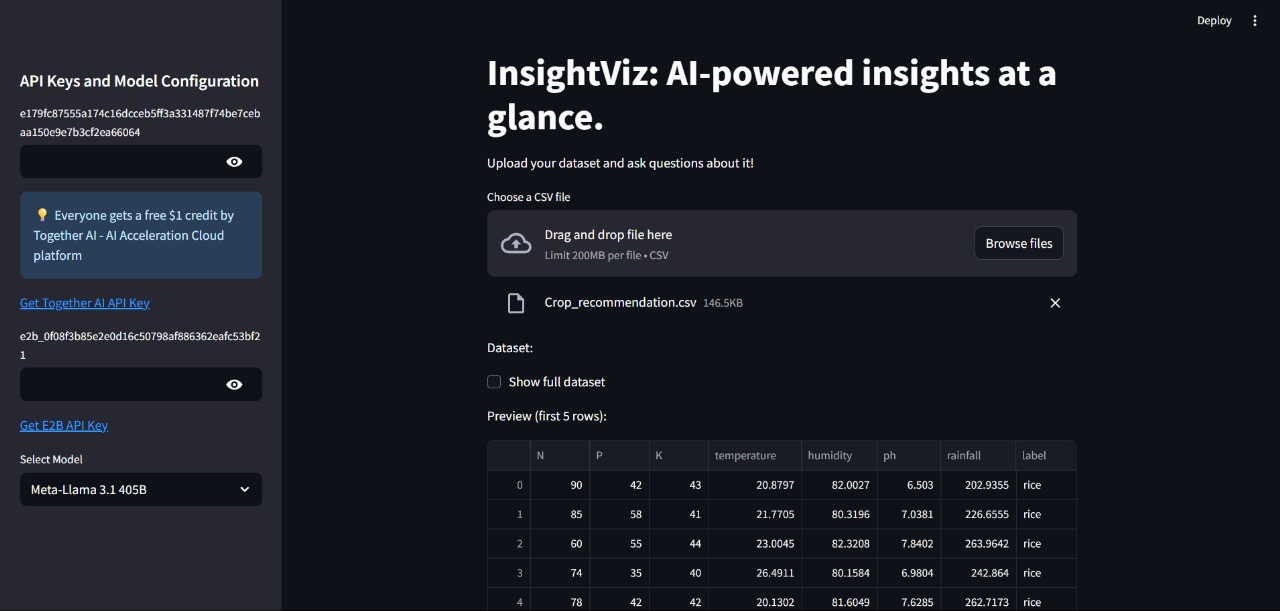 Deploy
API Keys and Model Configuration
e179fc87555a174c16dcceb5ff3a331487f74be7ceb
aa150e9e7b3cf2ea66064
💡 Everyone gets a free $1 credit by
Together AI - AI Acceleration Cloud
platform
Get Together AI API Key
e2b_0f08f3b85e2e0d16c50798af886362eafc53bf2
1
Get E2B API Key
Select Model
Meta-Llama 3.1 405B
InsightViz: AI-powered insights at a
glance.
Upload your dataset and ask questions about it!
Choose a CSV file
Drag and drop file here
Limit 200MB per file • CSV
Browse files
Crop_recommendation.csv 146.5KB
Dataset:
Show full dataset
Preview (first 5 rows):
N P K temperature humidity ph rainfall label
0 90 42 43 20.8797 82.0027 6.503 202.9355 rice
1 85 58 41 21.7705 80.3196 7.0381 226.6555 rice
2 60 55 44 23.0045 82.3208 7.8402 263.9642 rice
3 74 35 40 26.4911 80.1584 6.9804 242.864 rice
4 78 42 42 20.1302 81.6049 7.6285 262.7173 rice